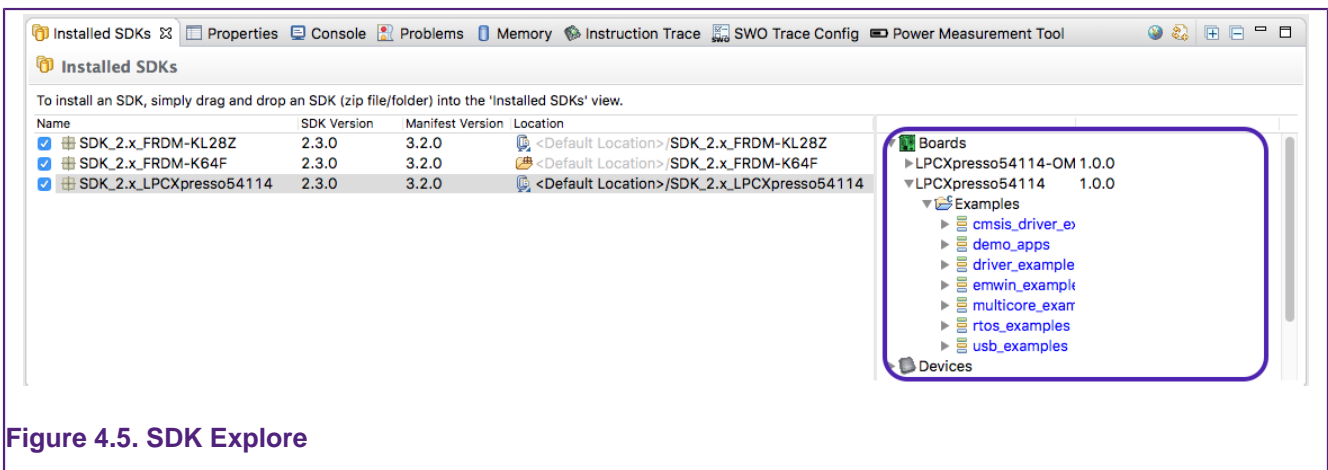 Installed SDKs Properties Console Problems Memory Instruction Trace SWO Trace Config Power Measurement Tool
Installed SDKs
To install an SDK, simply drag and drop an SDK (zip file/folder) into the 'Installed SDKs' view.
Name SDK Version Manifest Version Location
SDK_2.x_FRDM-KL28Z 2.3.0 3.2.0 <Default Location>/SDK_2.x_FRDM-KL28Z
SDK_2.x_FRDM-K64F 2.3.0 3.2.0 <Default Location>/SDK_2.x_FRDM-K64F
SDK_2.x_LPCXpresso54114 2.3.0 3.2.0 <Default Location>/SDK_2.x_LPCXpresso54114
Boards
LPCXpresso54114-OM 1.0.0
LPCXpresso54114 1.0.0
Examples
cmsis_driver_ex
demo_apps
driver_example
emwin_example
multicore_exam
rtos_examples
usb_examples
Devices
Figure 4.5. SDK Explore